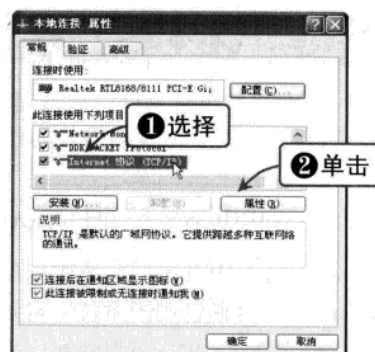 本地连接 属性
常规 验证 高级
连接时使用:
Realtek RTL8168/8111 PCI-E Gi
配置(C)...
此连接使用下列项目
Network Mon
❶选择
DDK PACKET Protocol
Internet 协议 (TCP/IP)
❷单击
安装(N)...
卸载(U)
属性(R)
说明
TCP/IP 是默认的广域网协议。它提供跨越多种互联网络
的通讯。
连接后在通知区域显示图标(W)
此连接被限制或无连接时通知我(M)
确定
取消